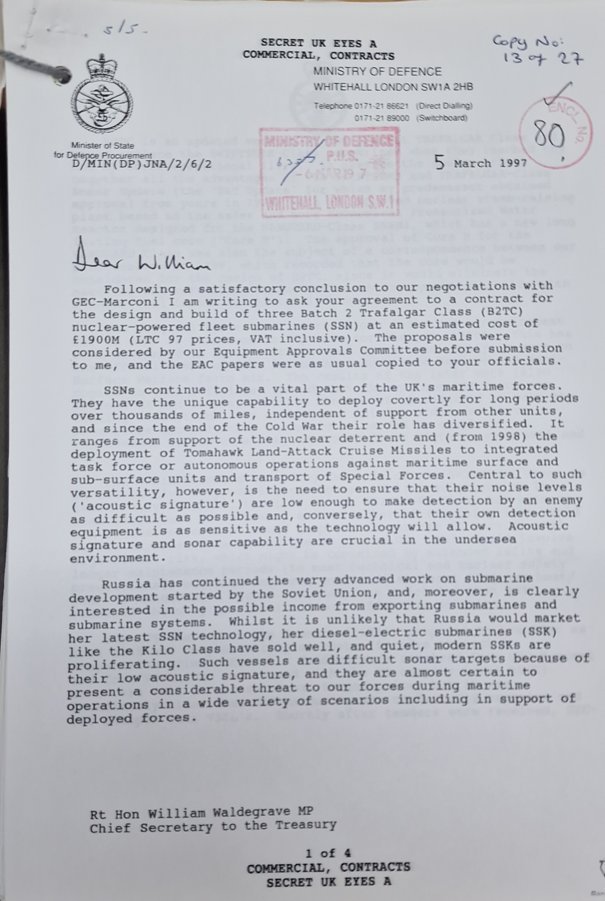 5/5.
SECRET UK EYES A
COMMERCIAL, CONTRACTS
Copy No:
13 of 27
MINISTRY OF DEFENCE
WHITEHALL LONDON SW1A 2HB
Telephone 0171-21 86621 (Direct Dialling)
0171-21 89000 (Switchboard)
ENCL. No.
80
Minister of State
for Defence Procurement
D/MIN(DP)JNA/2/6/2
MINISTRY OF DEFENCE
P.U.S.
WHITEHALL, LONDON S.W.1
5 March 1997
Dear William
Following a satisfactory conclusion to our negotiations with
GEC-Marconi I am writing to ask your agreement to a contract for
the design and build of three Batch 2 Trafalgar Class (B2TC)
nuclear-powered fleet submarines (SSN) at an estimated cost of
£1900M (LTC 97 prices, VAT inclusive). The proposals were
considered by our Equipment Approvals Committee before submission
to me, and the EAC papers were as usual copied to your officials.
SSNs continue to be a vital part of the UK's maritime forces.
They have the unique capability to deploy covertly for long periods
over thousands of miles, independent of support from other units,
and since the end of the Cold War their role has diversified. It
ranges from support of the nuclear deterrent and (from 1998) the
deployment of Tomahawk Land-Attack Cruise Missiles to integrated
task force or autonomous operations against maritime surface and
sub-surface units and transport of Special Forces. Central to such
versatility, however, is the need to ensure that their noise levels
('acoustic signature') are low enough to make detection by an enemy
as difficult as possible and, conversely, that their own detection
equipment is as sensitive as the technology will allow. Acoustic
signature and sonar capability are crucial in the undersea
environment.
Russia has continued the very advanced work on submarine
development started by the Soviet Union, and, moreover, is clearly
interested in the possible income from exporting submarines and
submarine systems. Whilst it is unlikely that Russia would market
her latest SSN technology, her diesel-electric submarines (SSK)
like the Kilo Class have sold well, and quiet, modern SSKs are
proliferating. Such vessels are difficult sonar targets because of
their low acoustic signature, and they are almost certain to
present a considerable threat to our forces during maritime
operations in a wide variety of scenarios including in support of
deployed forces.
Rt Hon William Waldegrave MP
Chief Secretary to the Treasury
1 of 4
COMMERCIAL, CONTRACTS
SECRET UK EYES A